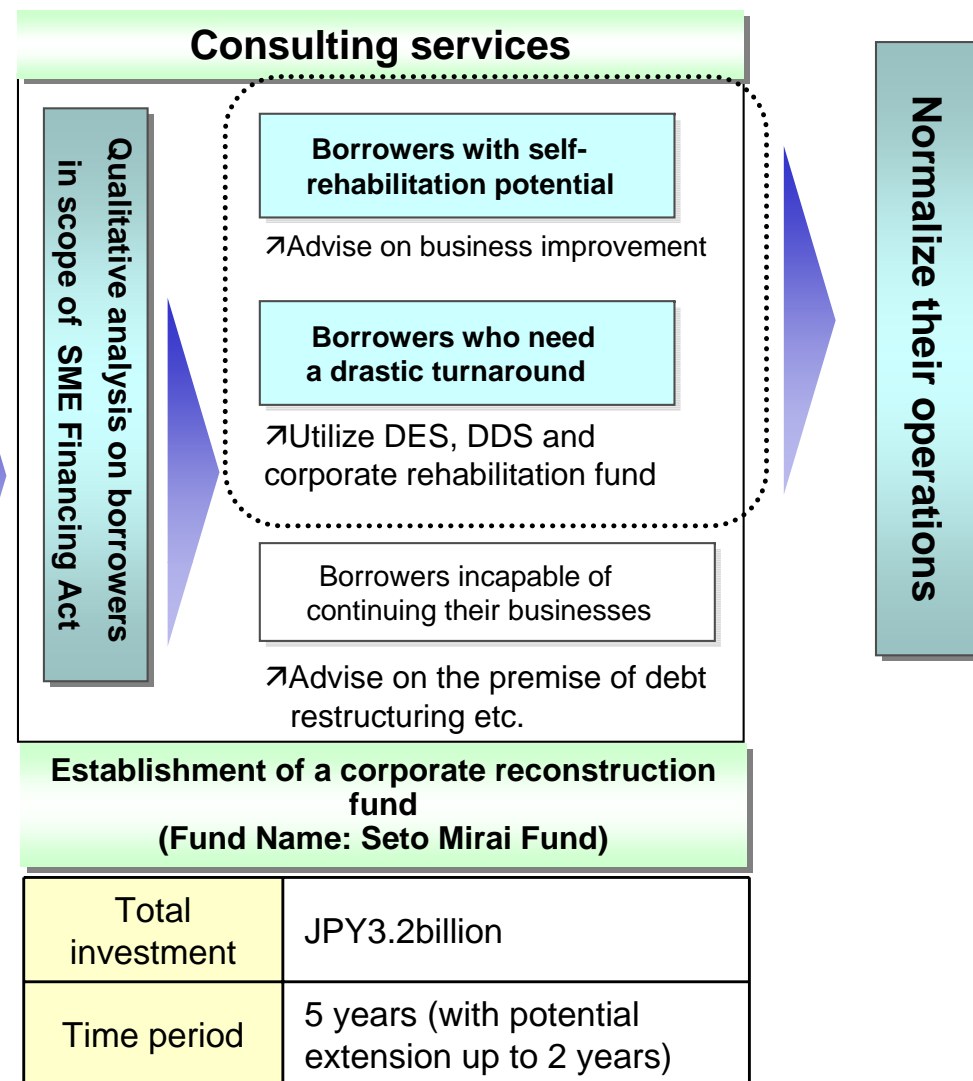 Consulting services
Qualitative analysis on borrowers
in scope of SME Financing Act
Borrowers with self-
rehabilitation potential
↗Advise on business improvement
Borrowers who need
a drastic turnaround
↗Utilize DES, DDS and
corporate rehabilitation fund
Borrowers incapable of
continuing their businesses
↗Advise on the premise of debt
restructuring etc.
Normalize their operations
Establishment of a corporate reconstruction
fund
(Fund Name: Seto Mirai Fund)
Total
investment
JPY3.2billion
Time period
5 years (with potential
extension up to 2 years)